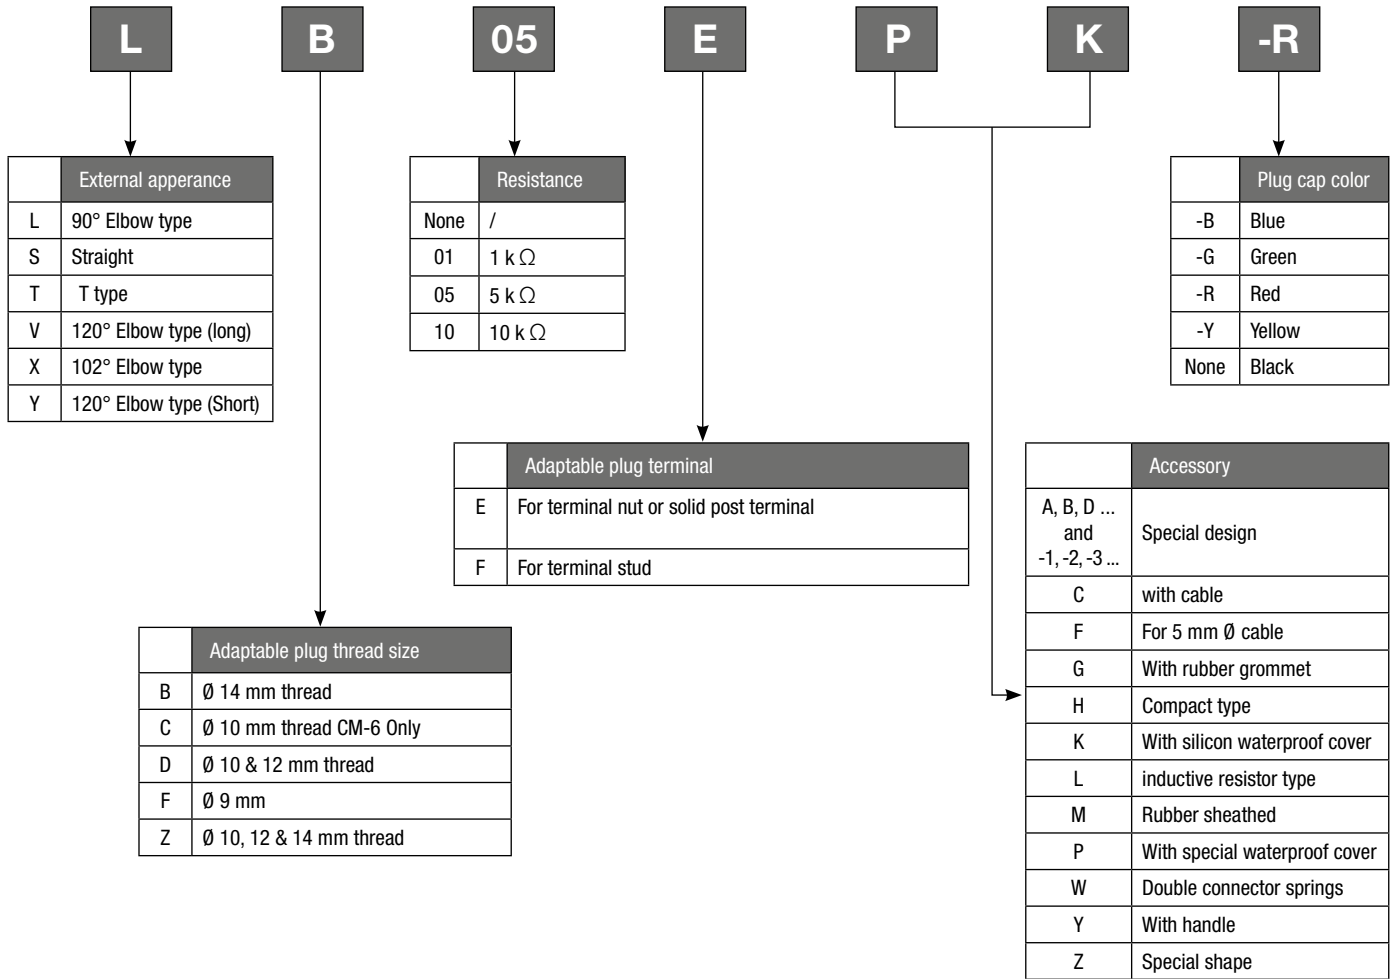 L B 05 E P K -R
External apperance
L 90° Elbow type
S Straight
T T type
V 120° Elbow type (long)
X 102° Elbow type
Y 120° Elbow type (Short)
Resistance
None /
01 1 k Ω
05 5 k Ω
10 10 k Ω
Plug cap color
-B Blue
-G Green
-R Red
-Y Yellow
None Black
Adaptable plug terminal
E For terminal nut or solid post terminal
F For terminal stud
Adaptable plug thread size
B Ø 14 mm thread
C Ø 10 mm thread CM-6 Only
D Ø 10 & 12 mm thread
F Ø 9 mm
Z Ø 10, 12 & 14 mm thread
Accessory
A, B, D ...
and
-1, -2, -3 ...
Special design
C with cable
F For 5 mm Ø cable
G With rubber grommet
H Compact type
K With silicon waterproof cover
L inductive resistor type
M Rubber sheathed
P With special waterproof cover
W Double connector springs
Y With handle
Z Special shape